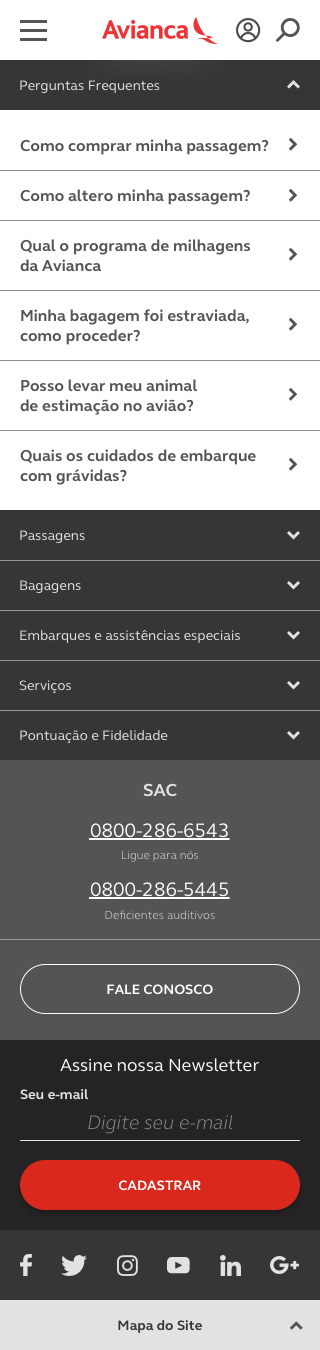 Avianca
Perguntas Frequentes
Como comprar minha passagem?
Como altero minha passagem?
Qual o programa de milhagens
da Avianca
Minha bagagem foi estraviada,
como proceder?
Posso levar meu animal
de estimação no avião?
Quais os cuidados de embarque
com grávidas?
Passagens
Bagagens
Embarques e assistências especiais
Serviços
Pontuação e Fidelidade
SAC
0800-286-6543
Ligue para nós
0800-286-5445
Deficientes auditivos
FALE CONOSCO
Assine nossa Newsletter
Seu e-mail
Digite seu e-mail
CADASTRAR
Mapa do Site